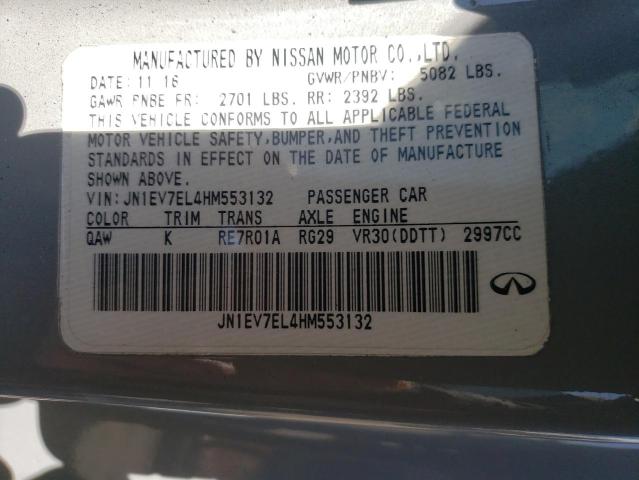 MANUFACTURED BY NISSAN MOTOR CO.,LTD.
DATE: 11 16 GVWR/PNBV: 5082 LBS.
GAWR PNBE FR: 2701 LBS. RR: 2392 LBS.
THIS VEHICLE CONFORMS TO ALL APPLICABLE FEDERAL
MOTOR VEHICLE SAFETY,BUMPER,AND THEFT PREVENTION
STANDARDS IN EFFECT ON THE DATE OF MANUFACTURE
SHOWN ABOVE.
VIN:JN1EV7EL4HM553132 PASSENGER CAR
COLOR TRIM TRANS AXLE ENGINE
QAW K RE7R01A RG29 VR30(DDTT) 2997CC
JN1EV7EL4HM553132